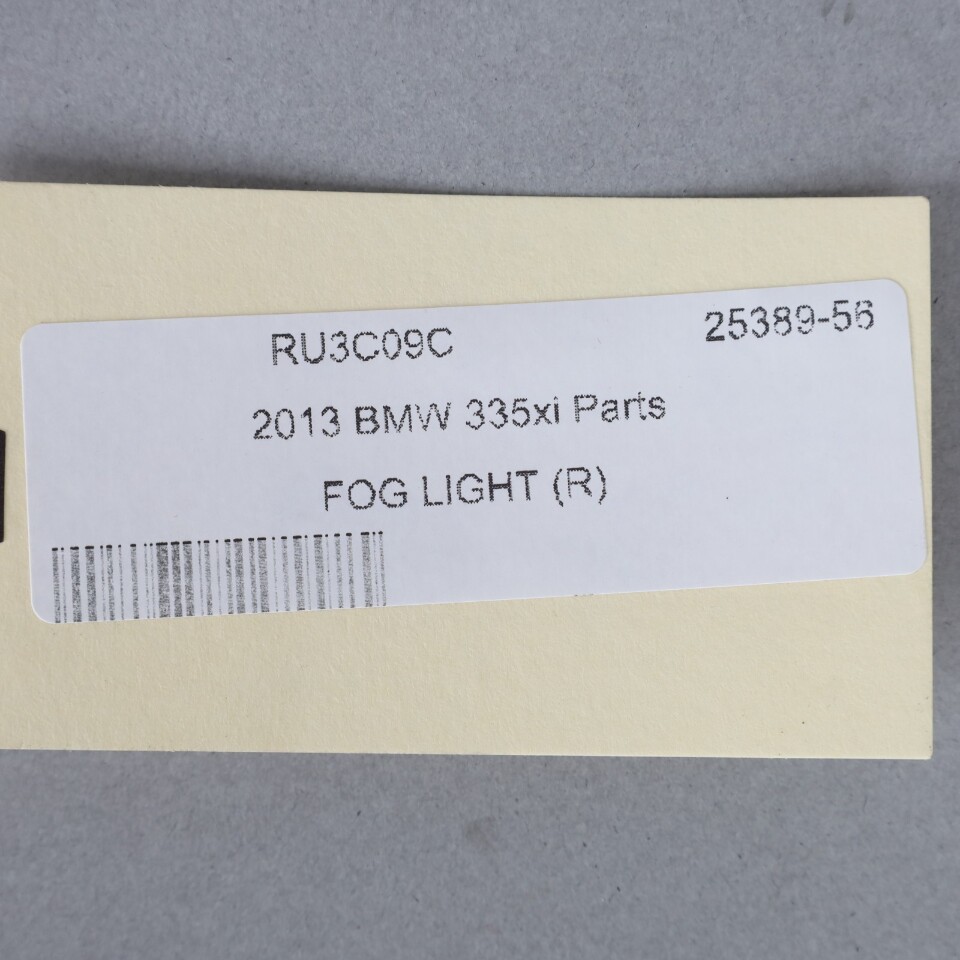 RU3C09C 25389-56
2013 BMW 335xi Parts
FOG LIGHT (R)